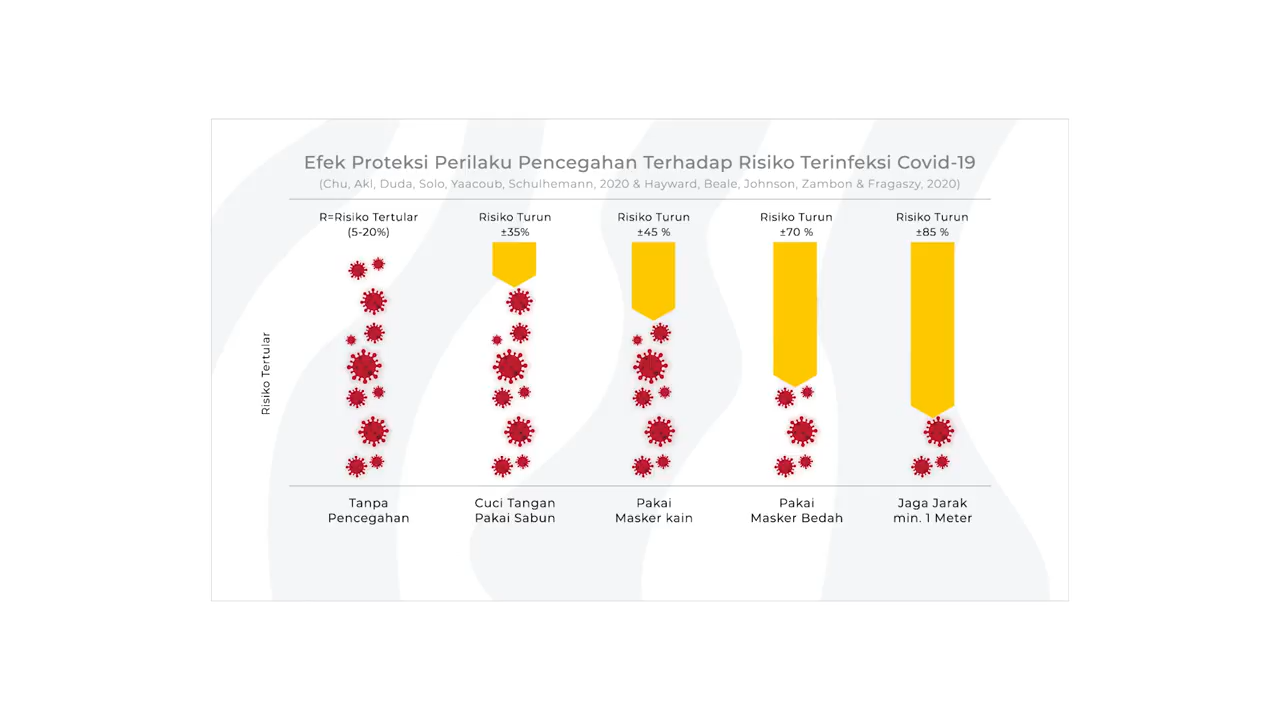 Efek Proteksi Perilaku Pencegahan Terhadap Risiko Terinfeksi Covid-19
(Chu, Akl, Duda, Solo, Yaacoub, Schulhemann, 2020 & Hayward, Beale, Johnson, Zambon & Fragaszy, 2020)
R=Risiko Tertular
(5-20%)
Risiko Turun
±35%
Risiko Turun
±45 %
Risiko Turun
±70 %
Risiko Turun
±85 %
Risiko Tertular
Tanpa
Pencegahan
Cuci Tangan
Pakai Sabun
Pakai
Masker kain
Pakai
Masker Bedah
Jaga Jarak
min. 1 Meter